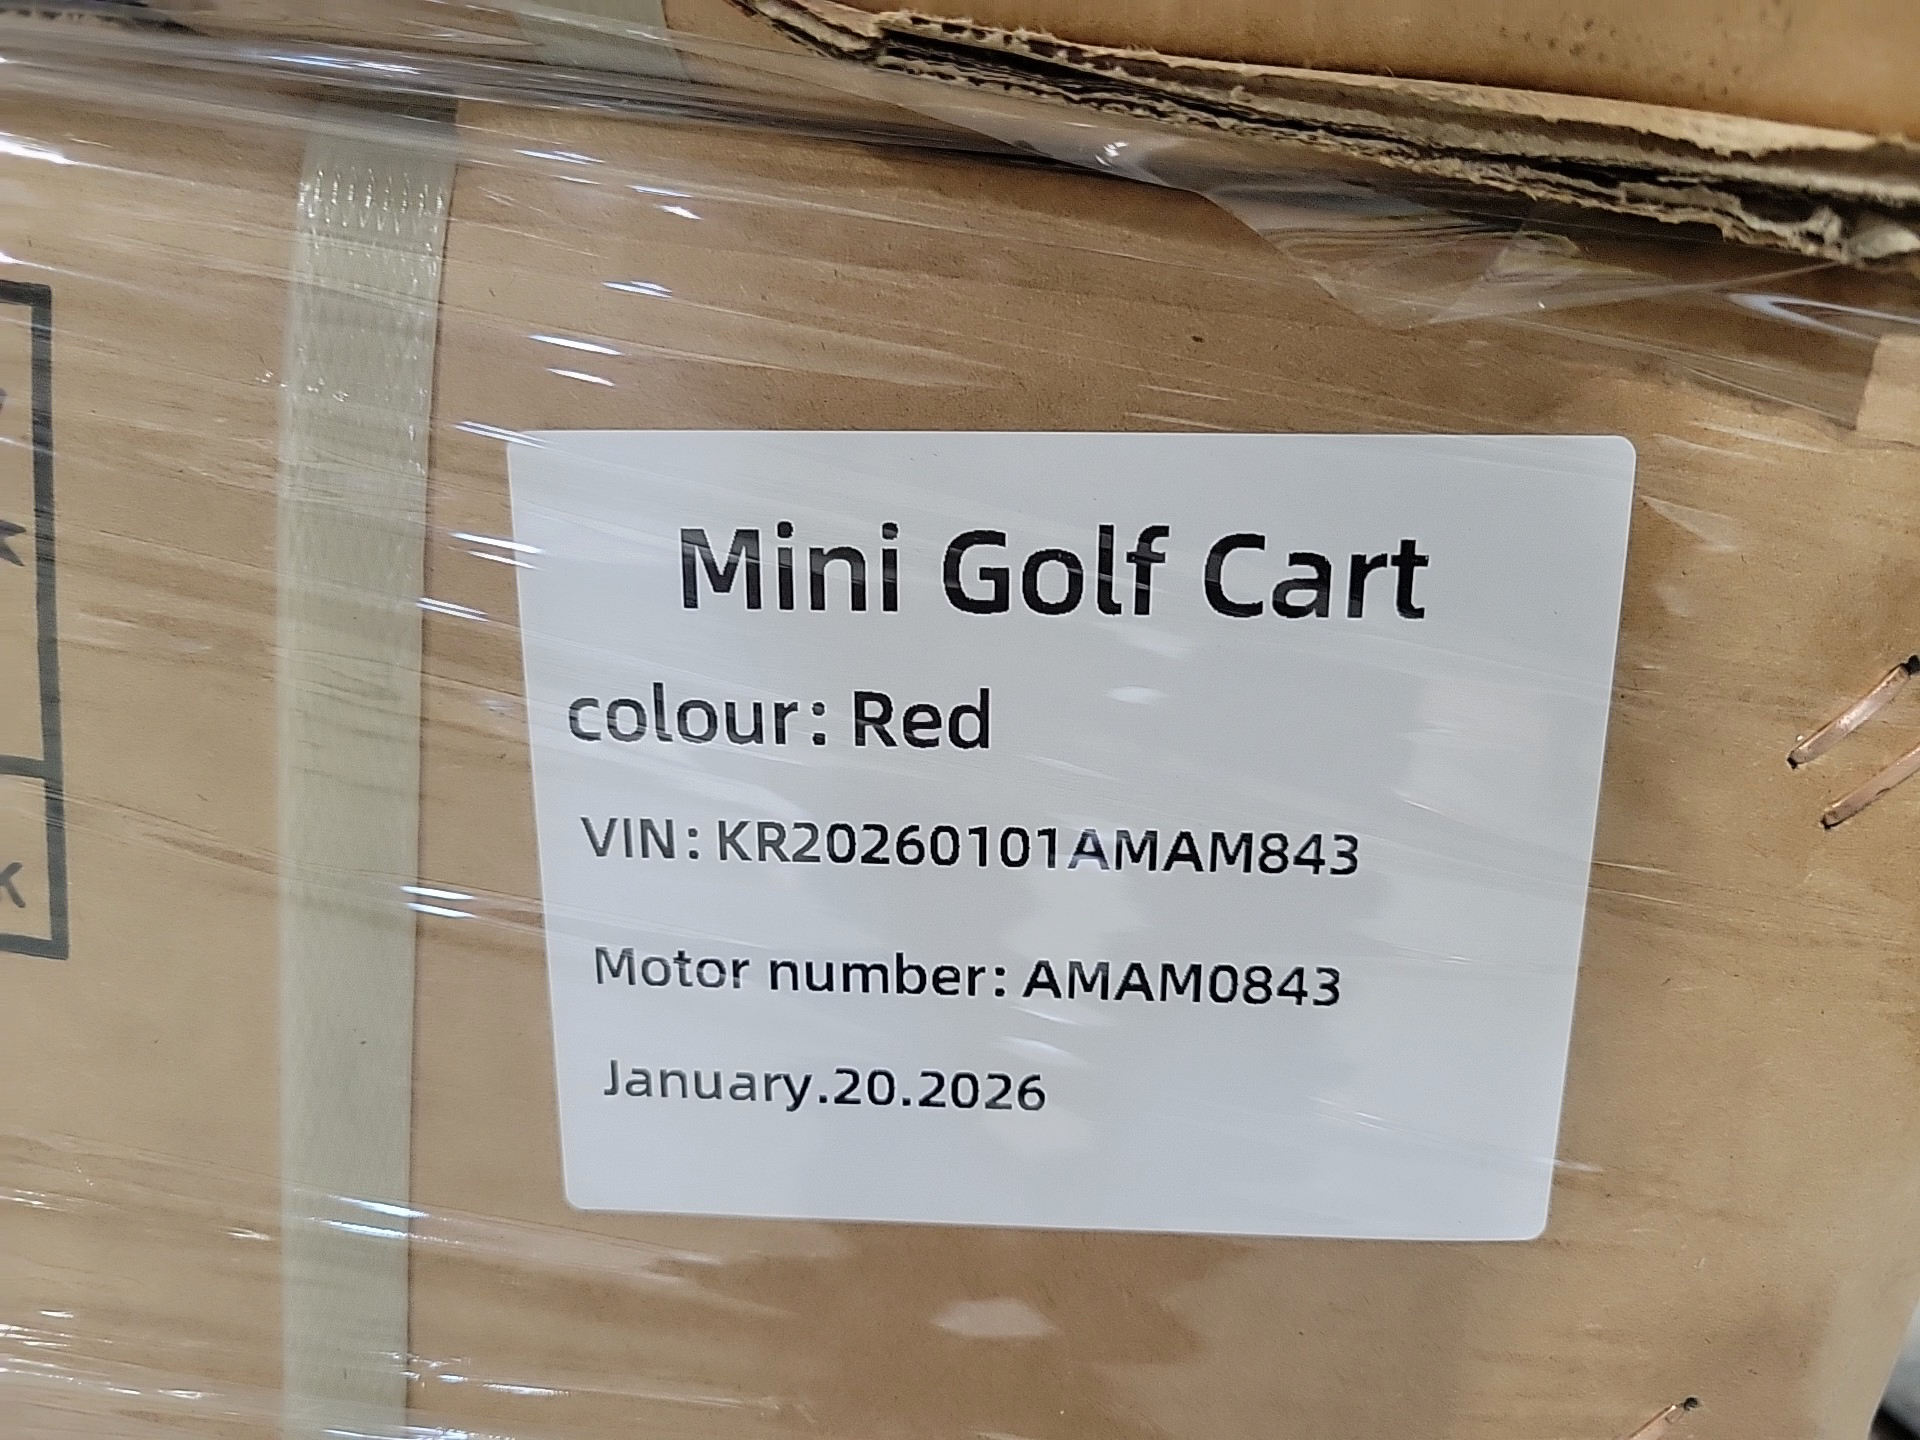 Mini Golf Cart
colour: Red
VIN: KR20260101AMAM843
Motor number: AMAM0843
January.20.2026